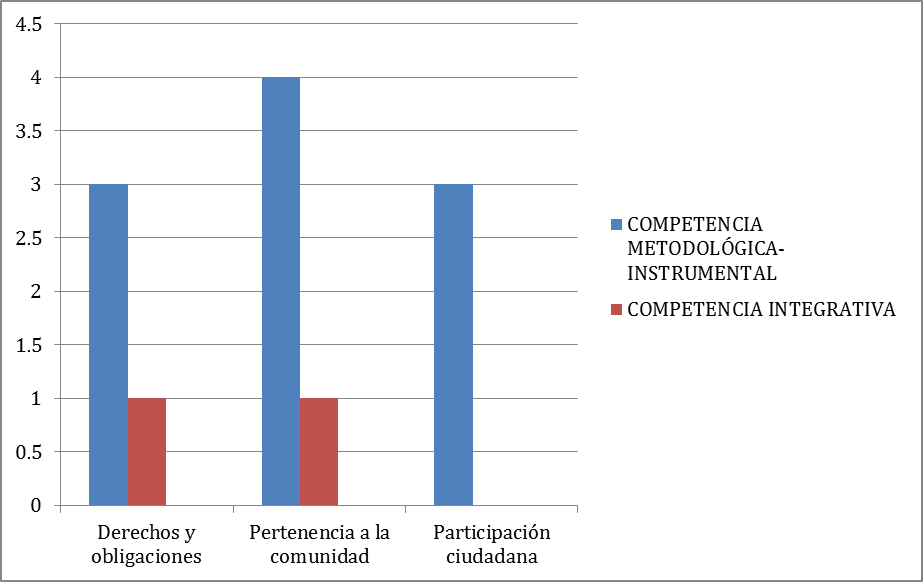 4.5
4
3.5
3
2.5
2
1.5
1
0.5
0
Derechos y
obligaciones
Pertenencia a la
comunidad
Participación
ciudadana
COMPETENCIA
METODOLÓGICA-
INSTRUMENTAL
COMPETENCIA INTEGRATIVA